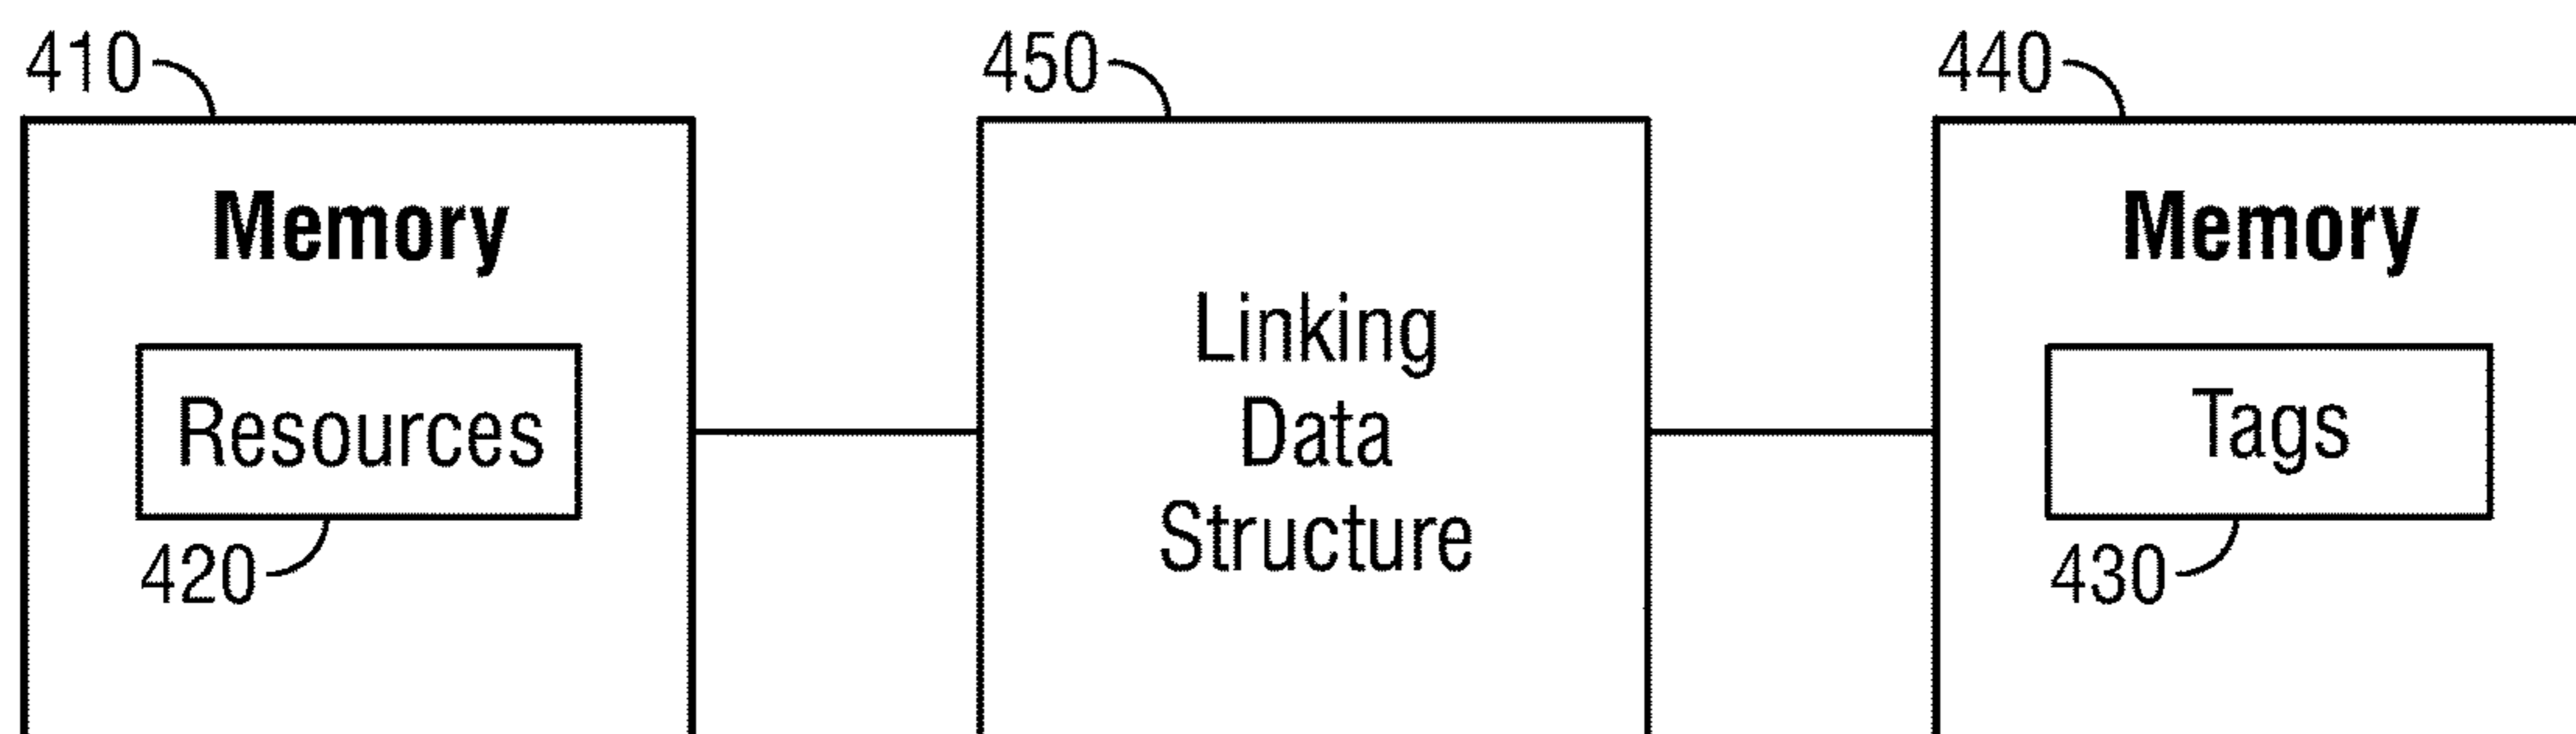 410
450
440
Memory
Memory
Linking
Data
Structure
Resources
Tags
420
430